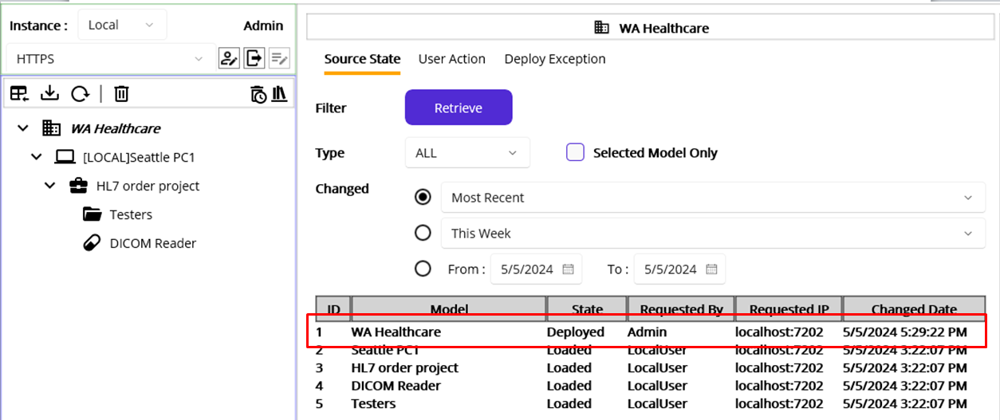 Instance : Local Admin
HTTPS
WA Healthcare
[LOCAL]Seattle PC1
HL7 order project
Testers
DICOM Reader
WA Healthcare
Source State User Action Deploy Exception
Filter Retrieve
Type ALL Selected Model Only
Changed Most Recent
This Week
From : 5/5/2024 To : 5/5/2024
ID Model State Requested By Requested IP Changed Date
1 WA Healthcare Deployed Admin localhost:7202 5/5/2024 5:29:22 PM
2 Seattle PC1 Loaded LocalUser localhost:7202 5/5/2024 3:22:07 PM
3 HL7 order project Loaded LocalUser localhost:7202 5/5/2024 3:22:07 PM
4 DICOM Reader Loaded LocalUser localhost:7202 5/5/2024 3:22:07 PM
5 Testers Loaded LocalUser localhost:7202 5/5/2024 3:22:07 PM